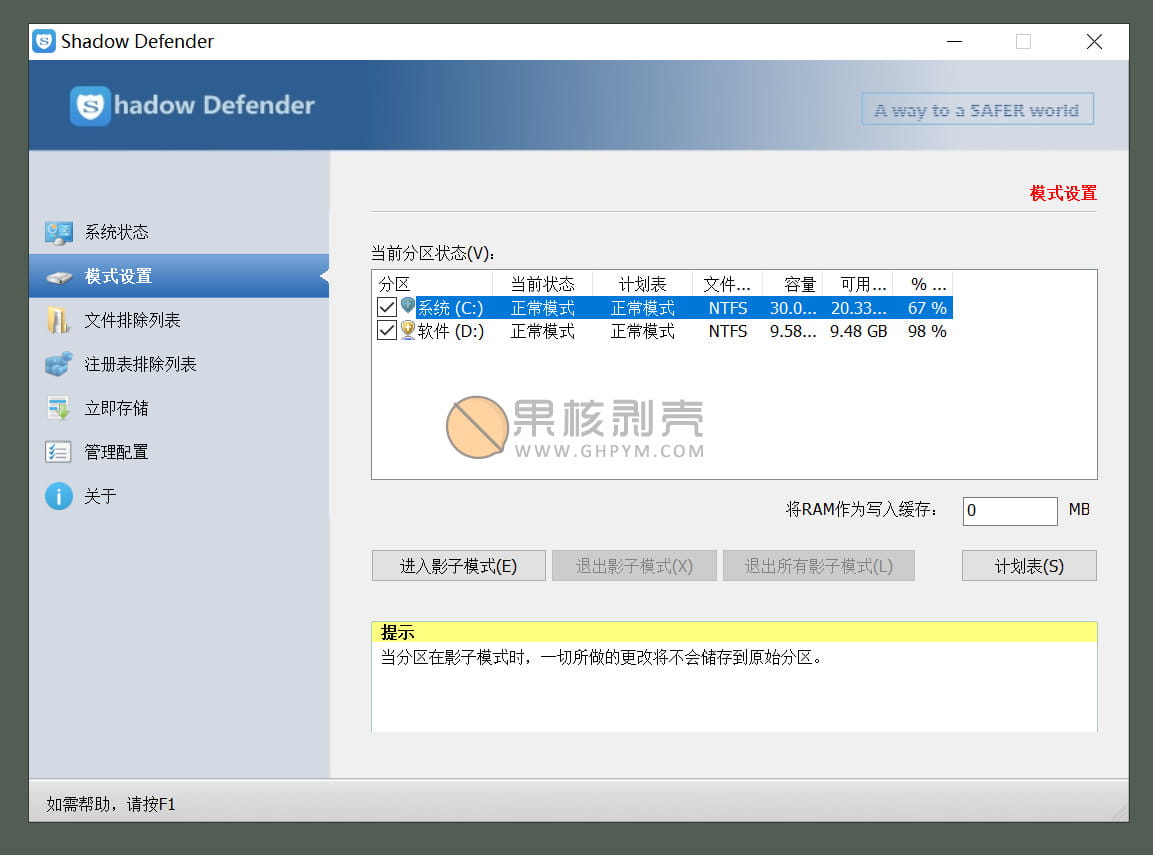 Shadow Defender
Shadow Defender
A way to a SAFER world
模式设置
系统状态
模式设置
文件排除列表
注册表排除列表
立即存储
管理配置
关于
当前分区状态(V):
分区 当前状态 计划表 文件... 容量 可用... % ...
系统 (C:) 正常模式 正常模式 NTFS 30.0... 20.33... 67 %
软件 (D:) 正常模式 正常模式 NTFS 9.58... 9.48 GB 98 %
果核剥壳
WWW.GHPYM.COM
将RAM作为写入缓存： 0 MB
进入影子模式(E) 退出影子模式(X) 退出所有影子模式(L) 计划表(S)
提示
当分区在影子模式时，一切所做的更改将不会储存到原始分区。
如需帮助，请按F1